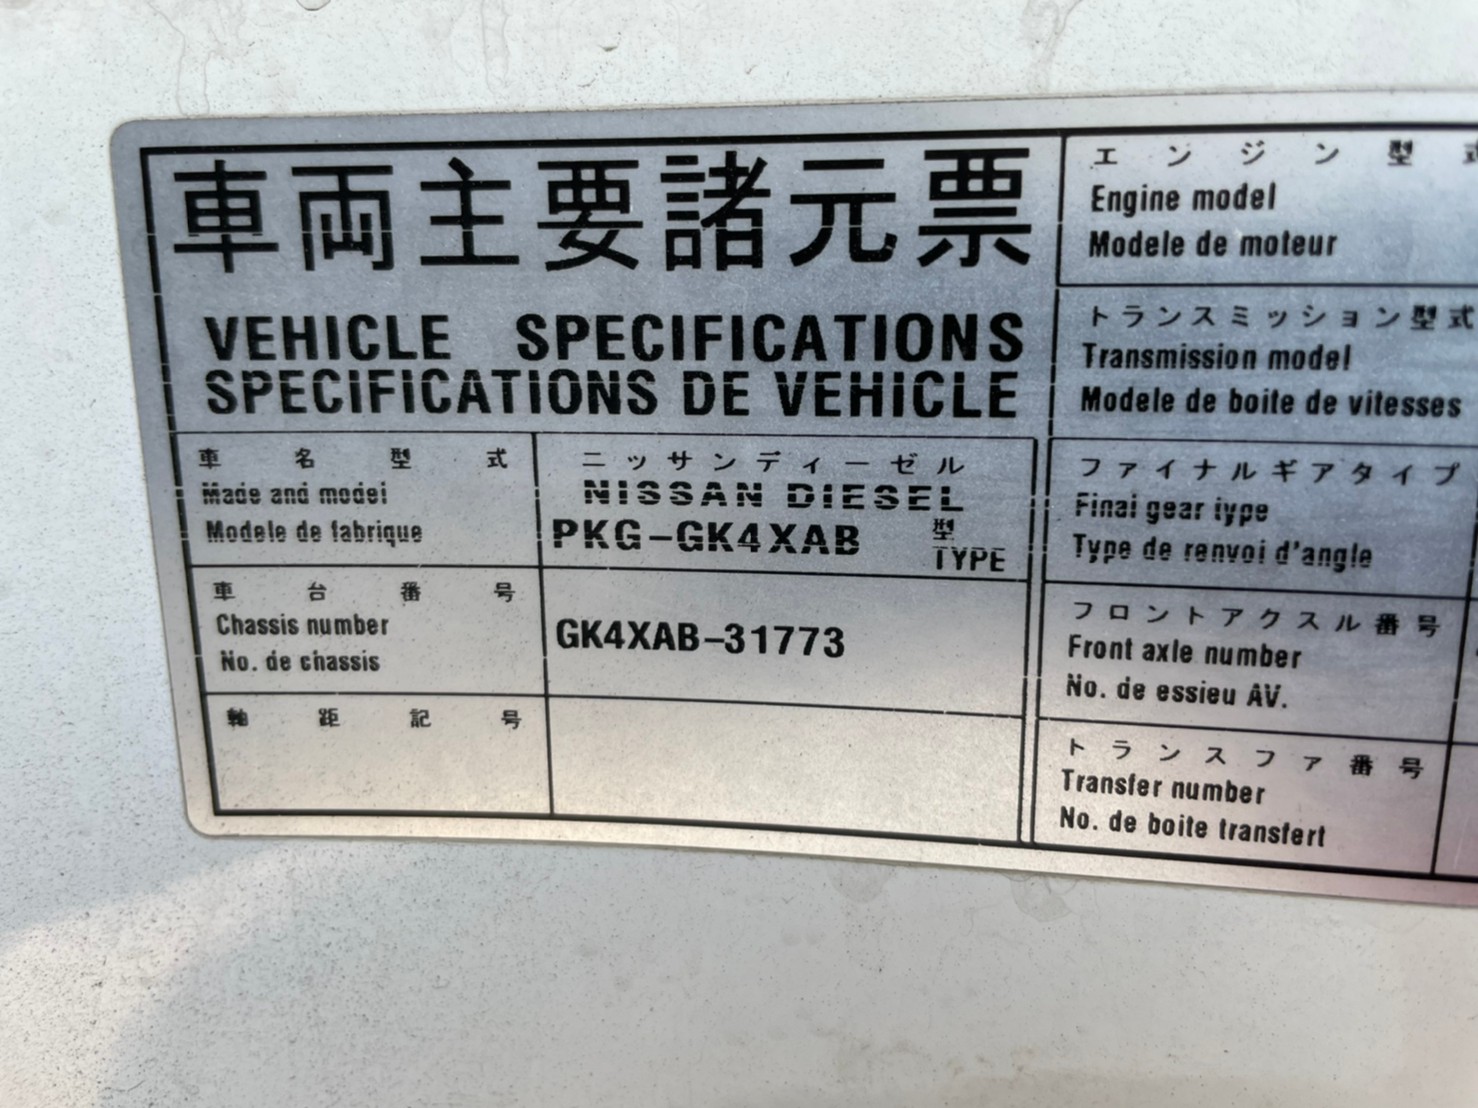 車両主要諸元票
VEHICLE SPECIFICATIONS
SPECIFICATIONS DE VEHICLE
車名型式
Made and model
Modele de fabrique
ニッサンディーゼル
NISSAN DIESEL
PKG-GK4XAB 型 TYPE
車台番号
Chassis number
No. de chassis
GK4XAB-31773
軸距記号
エンジン型式
Engine model
Modele de moteur
トランスミッション型式
Transmission model
Modele de boite de vitesses
ファイナルギアタイプ
Final gear type
Type de renvoi d'angle
フロントアクスル番号
Front axle number
No. de essieu AV.
トランスファ番号
Transfer number
No. de boite transfert